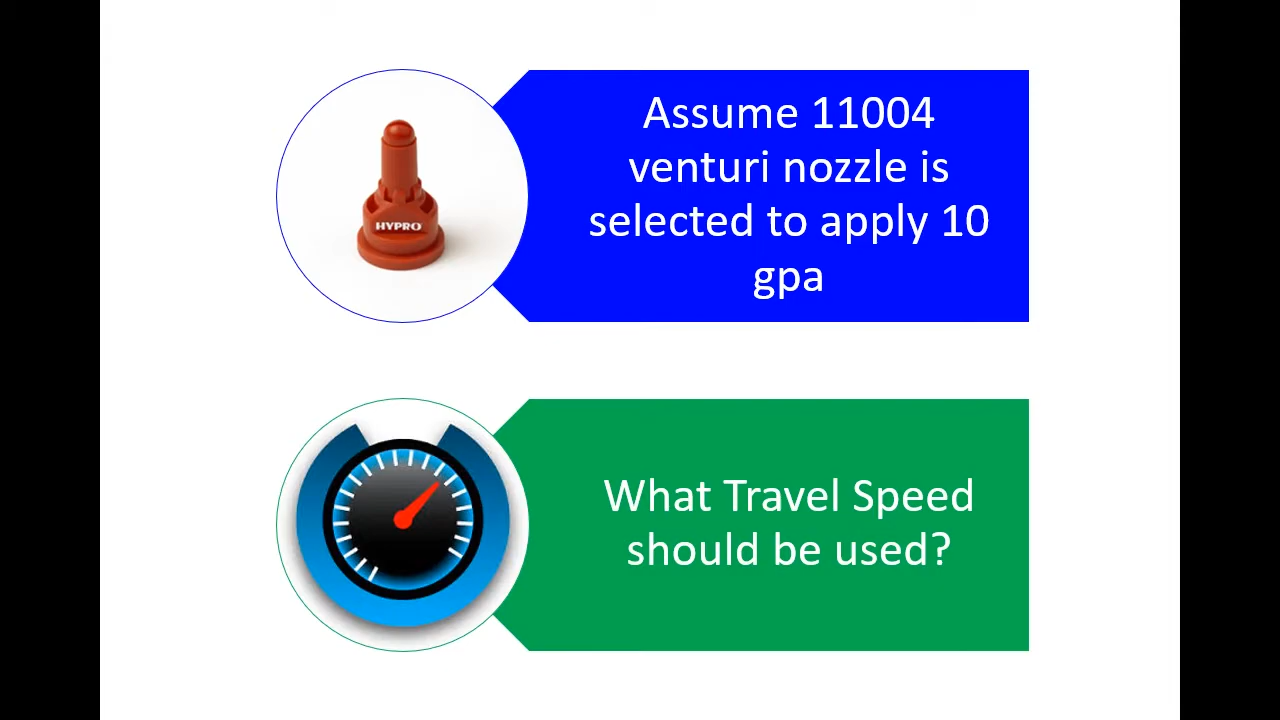 Assume 11004
venturi nozzle is
selected to apply 10
gpa
HYPRO
What Travel Speed
should be used?